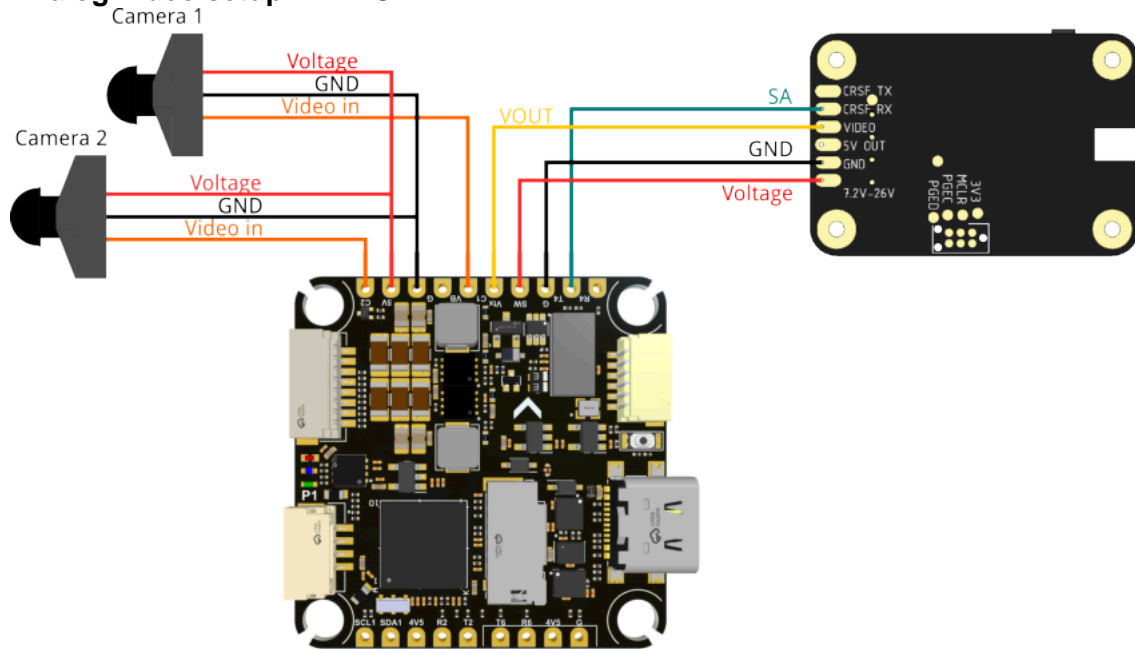 Camera 1
Voltage
GND
Video in
Camera 2
Voltage
GND
Video in
VOUT
SA
GND
Voltage
CRSF TX
CRSF RX
VIDEO
5V OUT
GND
7.2V-26V
3V3
MCLR
PGEC
PGED
C2
5V
G
VB
C1
Vtx
SW
G
T4
R4
P1
SCL1
SDA1
4V5
R2
T2
T6
R6
4V5
G